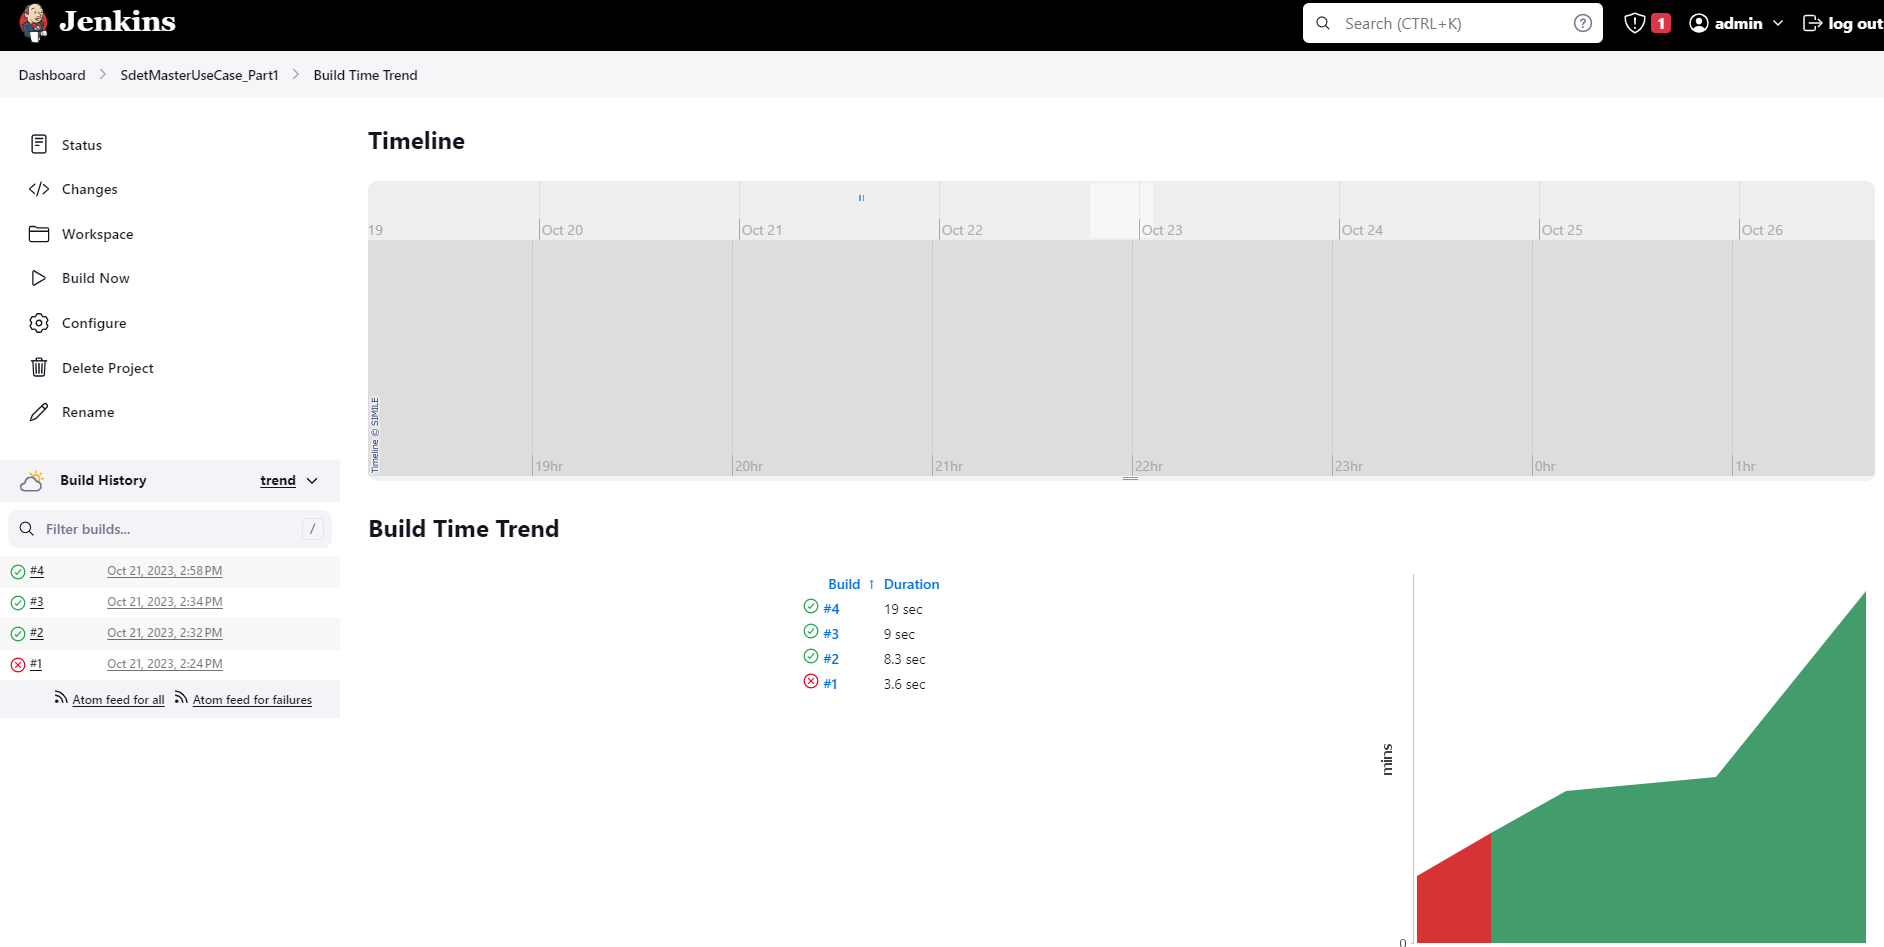 Jenkins
Search (CTRL+K)
1
admin
log out
Dashboard
SdetMasterUseCase_Part1
Build Time Trend
Status
Changes
Workspace
Build Now
Configure
Delete Project
Rename
Build History
trend
Filter builds...
/
#4 Oct 21, 2023, 2:58 PM
#3 Oct 21, 2023, 2:34 PM
#2 Oct 21, 2023, 2:32 PM
#1 Oct 21, 2023, 2:24 PM
Atom feed for all
Atom feed for failures
Timeline
19 Oct 20 Oct 21 Oct 22 Oct 23 Oct 24 Oct 25 Oct 26
Timeline © SIMILE
19hr 20hr 21hr 22hr 23hr 0hr 1hr
Build Time Trend
Build ↑ Duration
#4 19 sec
#3 9 sec
#2 8.3 sec
#1 3.6 sec
mins
0